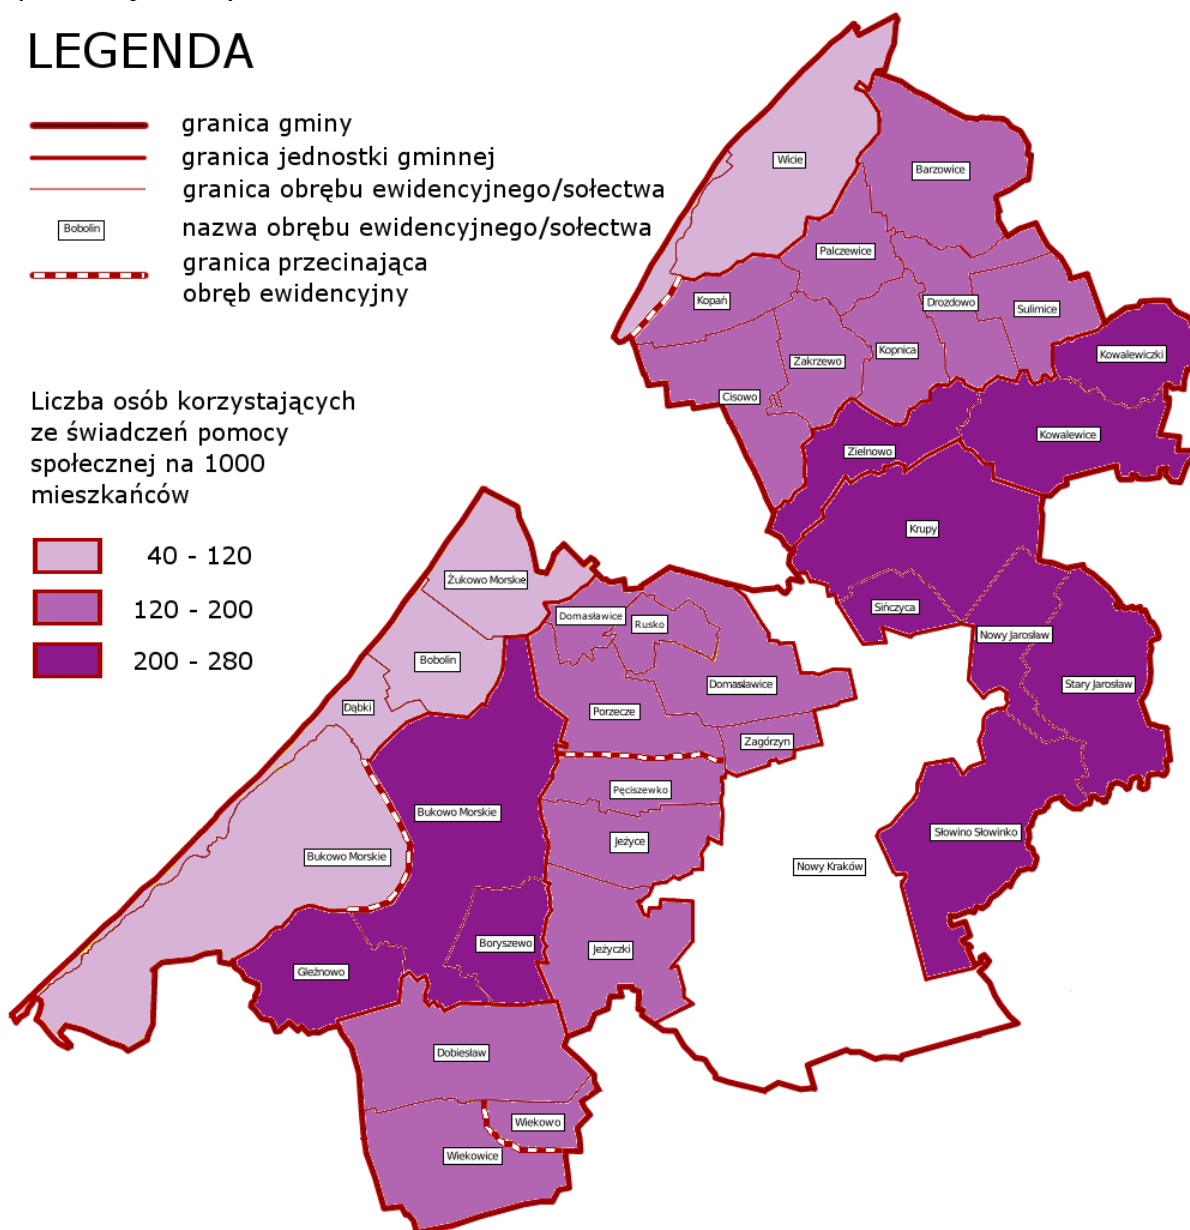 LEGENDA
granica gminy
granica jednostki gminnej
granica obrębu ewidencyjnego/sołectwa
Bobolin
nazwa obrębu ewidencyjnego/sołectwa
granica przecinająca
obręb ewidencyjny
Liczba osób korzystających
ze świadczeń pomocy
społecznej na 1000
mieszkańców
40 - 120
120 - 200
200 - 280
Wicie
Barzowice
Palczewice
Kopań
Drozdowo
Sulimice
Zakrzewo
Kopnica
Kowalewiczki
Cisowo
Kowalewice
Zielnowo
Krupy
Żukowo Morskie
Sińczyca
Domasławice
Rusko
Nowy Jarosław
Bobolin
Domasławice
Stary Jarosław
Dąbki
Porzecze
Zagórzyn
Pęciszewko
Bukowo Morskie
Słowino Słowinko
Jeżyce
Bukowo Morskie
Nowy Kraków
Boryszewo
Jeżyczki
Gleźnowo
Dobiesław
Wiekowo
Wiekowice